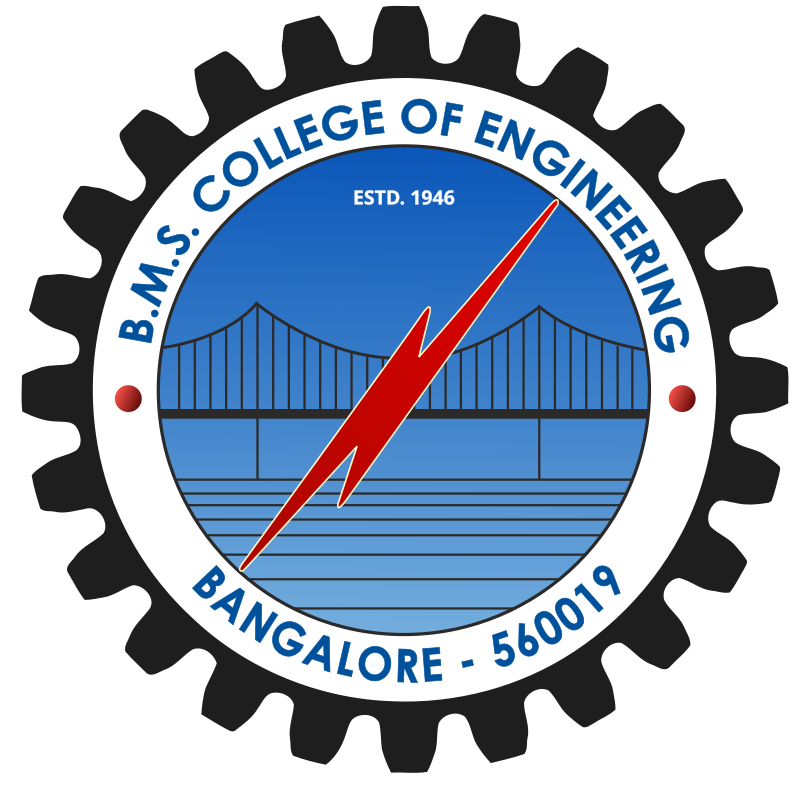 B.M.S. COLLEGE OF ENGINEERING
ESTD. 1946
BANGALORE - 560019